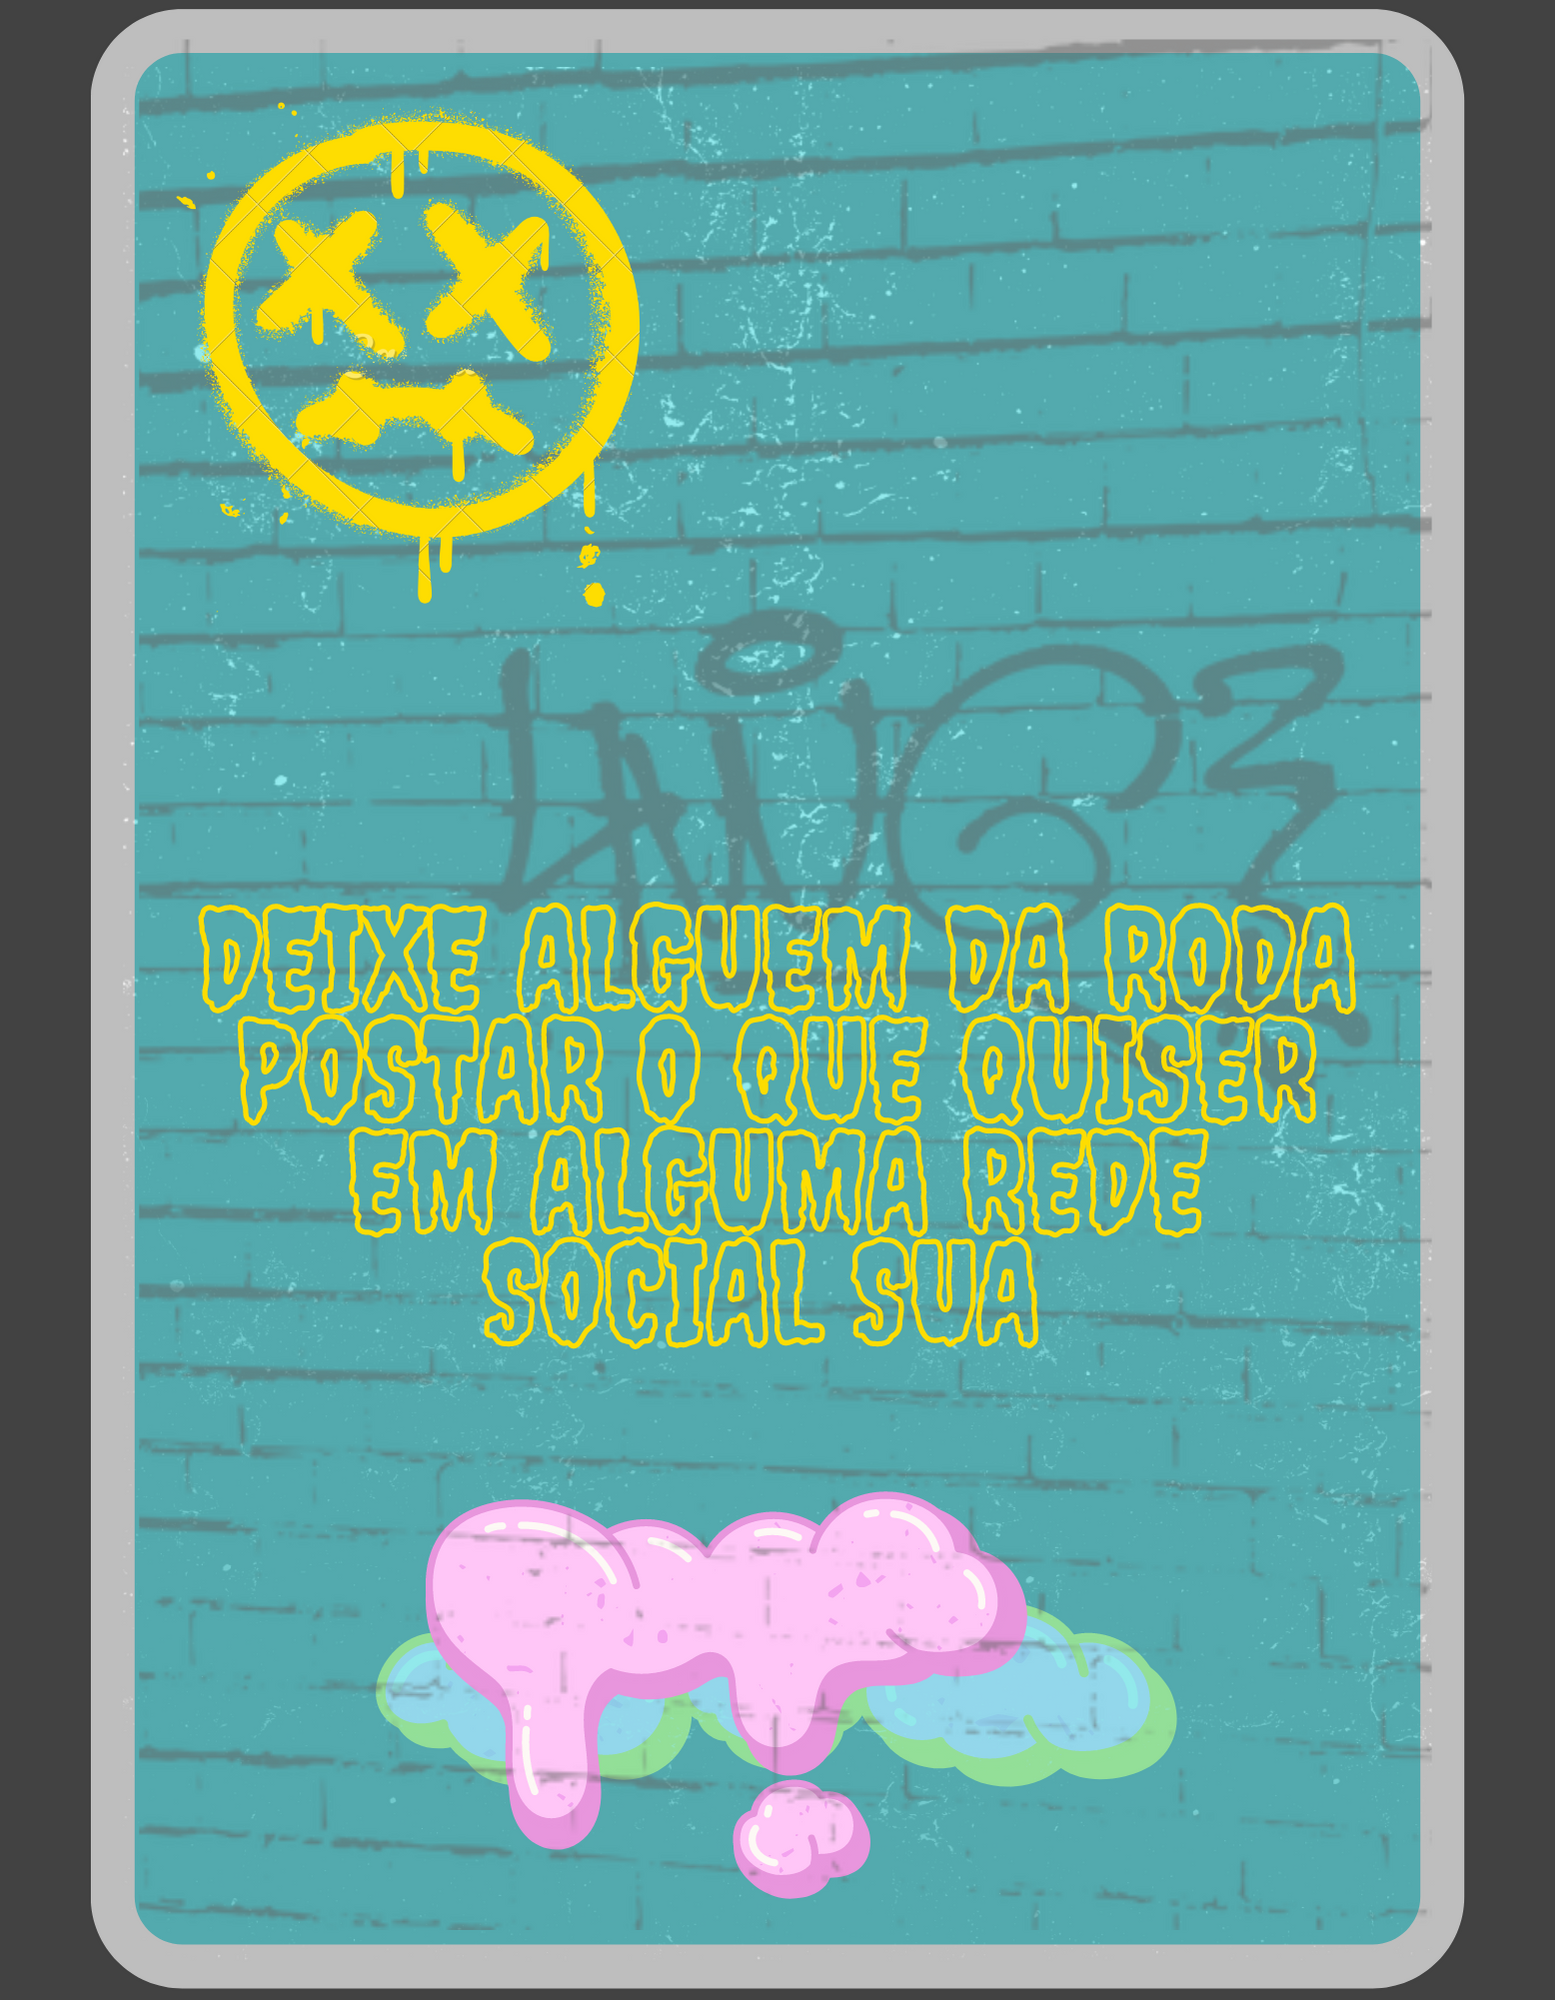 DEIXE ALGUEM DA RODA
POSTAR O QUE QUISER
EM ALGUMA REDE
SOCIAL SUA